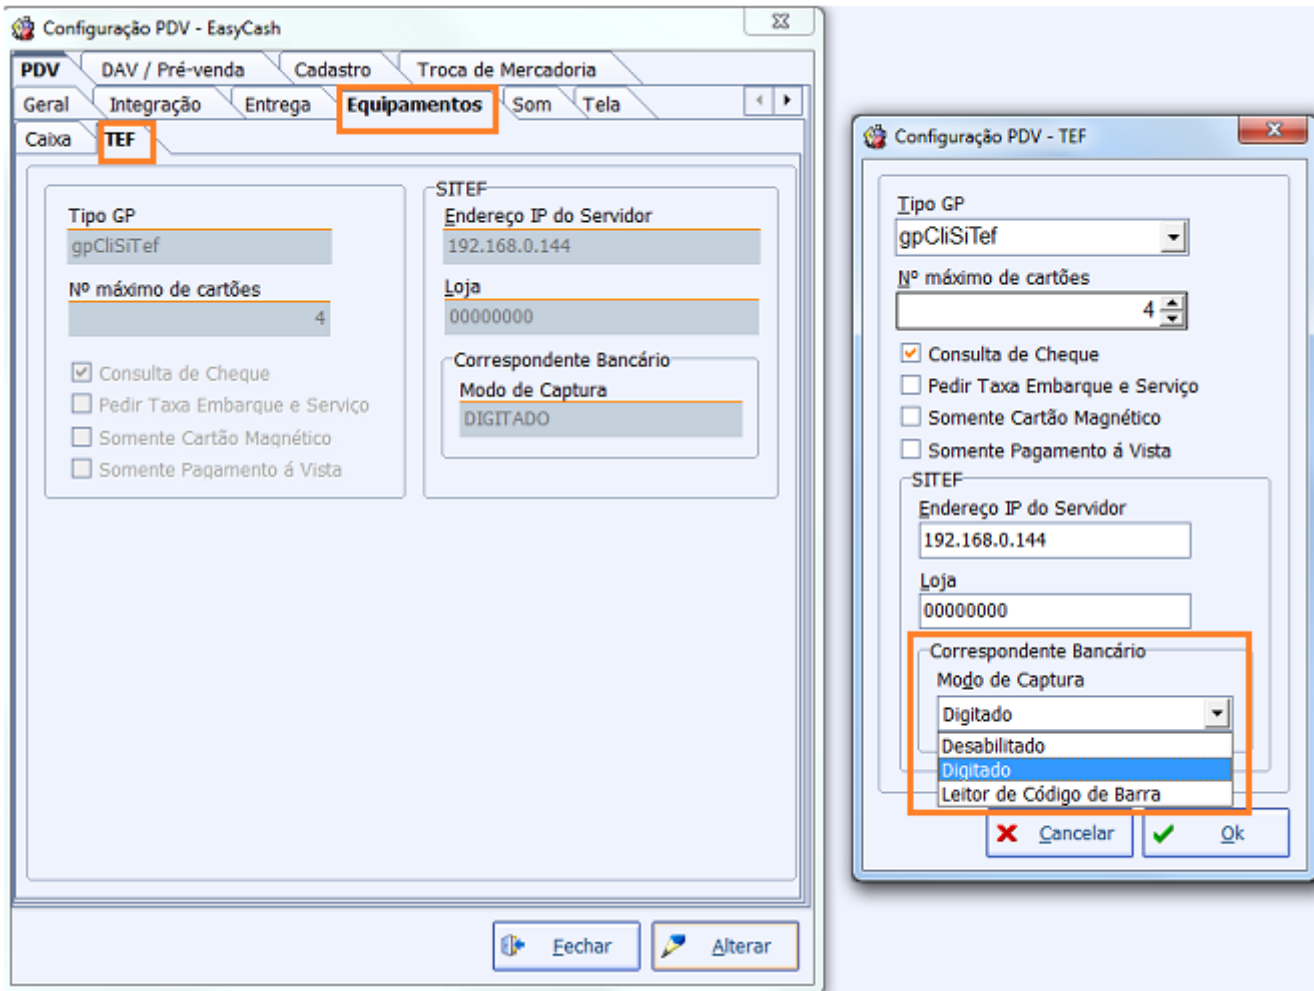 Configuração PDV - EasyCash
PDV DAV / Pré-venda Cadastro Troca de Mercadoria
Geral Integração Entrega Equipamentos Som Tela
Caixa TEF
Tipo GP
gpCliSiTef
Nº máximo de cartões
4
Consulta de Cheque
Pedir Taxa Embarque e Serviço
Somente Cartão Magnético
Somente Pagamento á Vista
SITEF
Endereço IP do Servidor
192.168.0.144
Loja
00000000
Correspondente Bancário
Modo de Captura
DIGITADO
Fechar Alterar
Configuração PDV - TEF
Tipo GP
gpCliSiTef
Nº máximo de cartões
4
Consulta de Cheque
Pedir Taxa Embarque e Serviço
Somente Cartão Magnético
Somente Pagamento á Vista
SITEF
Endereço IP do Servidor
192.168.0.144
Loja
00000000
Correspondente Bancário
Modo de Captura
Digitado
Desabilitado
Digitado
Leitor de Código de Barra
Cancelar Ok